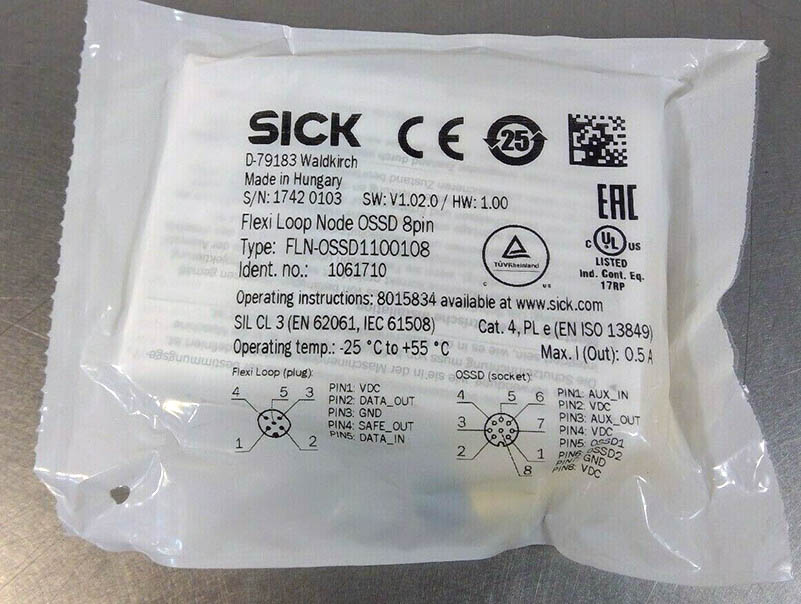 SICK CE 25
D-79183 Waldkirch
Made in Hungary
S/N: 1742 0103 SW: V1.02.0 / HW: 1.00
EAC
Flexi Loop Node OSSD 8pin
Type: FLN-OSSD1100108
Ident. no.: 1061710
TÜVRheinland
C US
C UL US
LISTED
Ind. Cont. Eq.
17RP
Operating instructions: 8015834 available at www.sick.com
SIL CL 3 (EN 62061, IEC 61508) Cat. 4, PL e (EN ISO 13849)
Operating temp.: -25 °C to +55 °C Max. I (Out): 0.5 A
Flexi Loop (plug):
4 5 3
1 2
PIN1: VDC
PIN2: DATA_OUT
PIN3: GND
PIN4: SAFE_OUT
PIN5: DATA_IN
OSSD (socket):
4 5 6
3 7
2 1
8
PIN1: AUX_IN
PIN2: VDC
PIN3: AUX_OUT
PIN4: VDC
PIN5: OSSD1
PIN6: OSSD2
PIN7: GND
PIN8: VDC